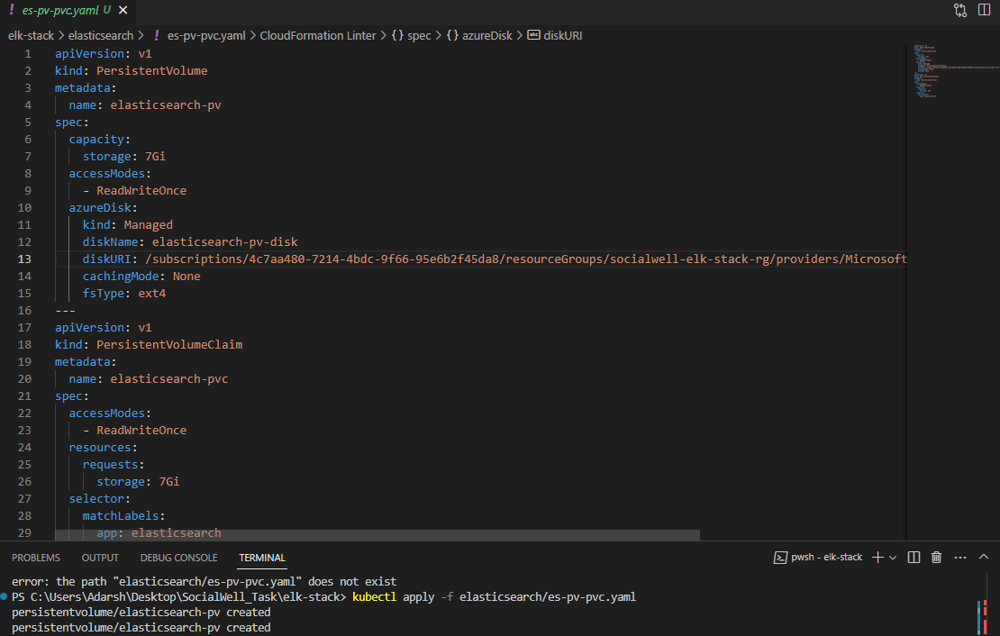 ! es-pv-pvc.yaml U ×
elk-stack > elasticsearch > ! es-pv-pvc.yaml > CloudFormation Linter > {} spec > {} azureDisk > abc diskURI
1 apiVersion: v1
2 kind: PersistentVolume
3 metadata:
4 name: elasticsearch-pv
5 spec:
6 capacity:
7 storage: 7Gi
8 accessModes:
9 - ReadWriteOnce
10 azureDisk:
11 kind: Managed
12 diskName: elasticsearch-pv-disk
13 diskURI: /subscriptions/4c7aa480-7214-4bdc-9f66-95e6b2f45da8/resourceGroups/socialwell-elk-stack-rg/providers/Microsoft
14 cachingMode: None
15 fsType: ext4
16 ---
17 apiVersion: v1
18 kind: PersistentVolumeClaim
19 metadata:
20 name: elasticsearch-pvc
21 spec:
22 accessModes:
23 - ReadWriteOnce
24 resources:
25 requests:
26 storage: 7Gi
27 selector:
28 matchLabels:
29 app: elasticsearch
PROBLEMS OUTPUT DEBUG CONSOLE TERMINAL pwsh - elk-stack
error: the path "elasticsearch/es-pv-pvc.yaml" does not exist
PS C:\Users\Adarsh\Desktop\SocialWell_Task\elk-stack> kubectl apply -f elasticsearch/es-pv-pvc.yaml
persistentvolume/elasticsearch-pv created
persistentvolume/elasticsearch-pv created